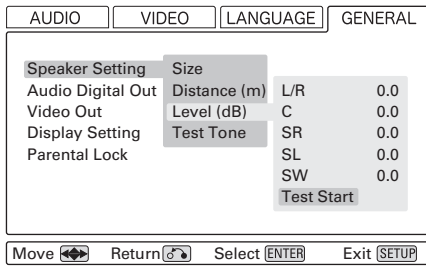 AUDIO VIDEO LANGUAGE GENERAL
Speaker Setting Size
Audio Digital Out Distance (m) L/R 0.0
Video Out Level (dB) C 0.0
Display Setting Test Tone SR 0.0
Parental Lock SL 0.0
SW 0.0
Test Start
Move Return Select ENTER Exit SETUP